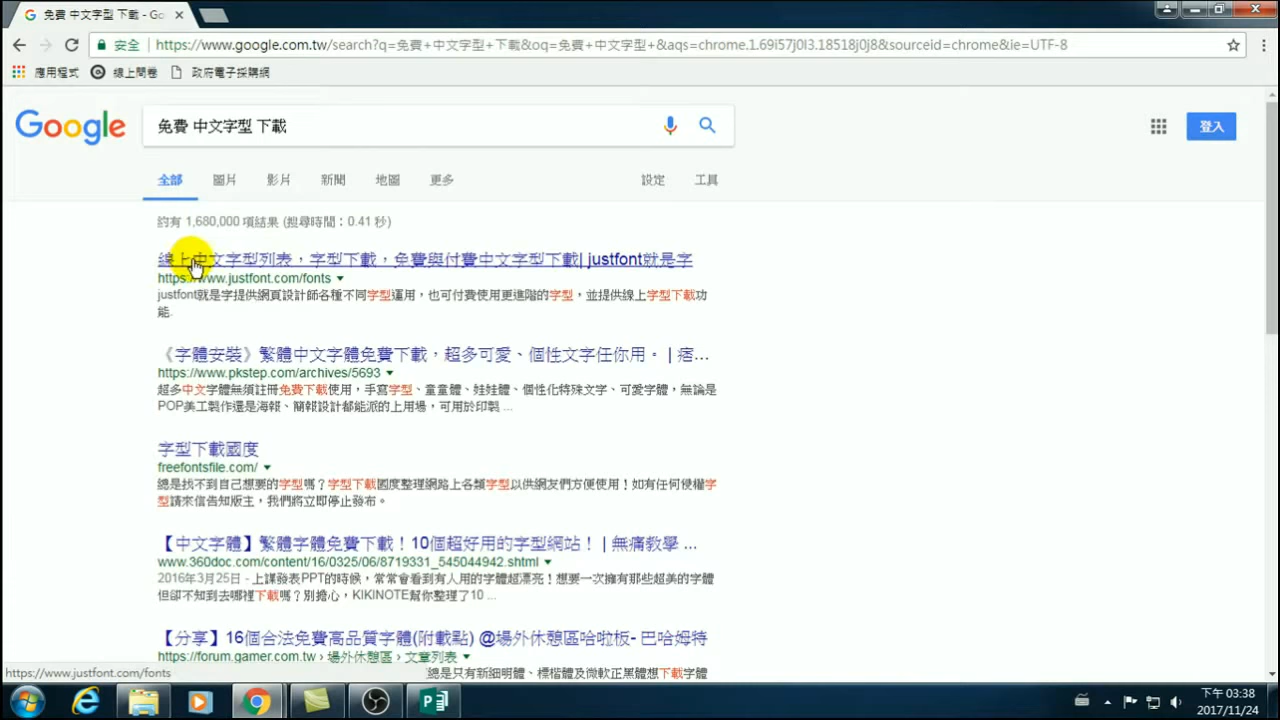 免費 中文字型 下載 - Go
安全 https://www.google.com.tw/search?q=免費+中文字型+下載&oq=免費+中文字型+&aqs=chrome.1.69i57j0l3.18518j0j8&sourceid=chrome&ie=UTF-8
應用程式 線上問卷 政府電子採購網
Google 免費 中文字型 下載 登入
全部 圖片 影片 新聞 地圖 更多 設定 工具
約有 1,680,000 項結果 (搜尋時間：0.41 秒)
線上中文字型列表，字型下載，免費與付費中文字型下載| justfont就是字
https://www.justfont.com/fonts
justfont就是字提供網頁設計師各種不同字型運用，也可付費使用更進階的字型，並提供線上字型下載功
能.
《字體安裝》繁體中文字體免費下載，超多可愛、個性文字任你用。 | 痞...
https://www.pkstep.com/archives/5693
超多中文字體無須註冊免費下載使用，手寫字型、童童體、娃娃體、個性化特殊文字、可愛字體，無論是
POP美工製作還是海報、簡報設計都能派的上用場，可用於印製 ...
字型下載國度
freefontsfile.com/
總是找不到自己想要的字型嗎？字型下載國度整理網路上各類字型以供網友們方便使用！如有任何侵權字
型請來信告知版主，我們將立即停止發布。
【中文字體】繁體字體免費下載！10個超好用的字型網站！ | 無痛教學 ...
www.360doc.com/content/16/0325/06/8719331_545044942.shtml
2016年3月25日 - 上課發表PPT的時候，常常會看到有人用的字體超漂亮！想要一次擁有那些超美的字體
但卻不知到去哪裡下載嗎？別擔心，KIKINOTE幫你整理了10 ...
【分享】16個合法免費高品質字體(附載點) @場外休憩區哈啦板- 巴哈姆特
https://forum.gamer.com.tw › 場外休憩區 › 文章列表
總是只有新細明體、標楷體及微軟正黑體想下載字體
https://www.justfont.com/fonts
下午 03:38
2017/11/24